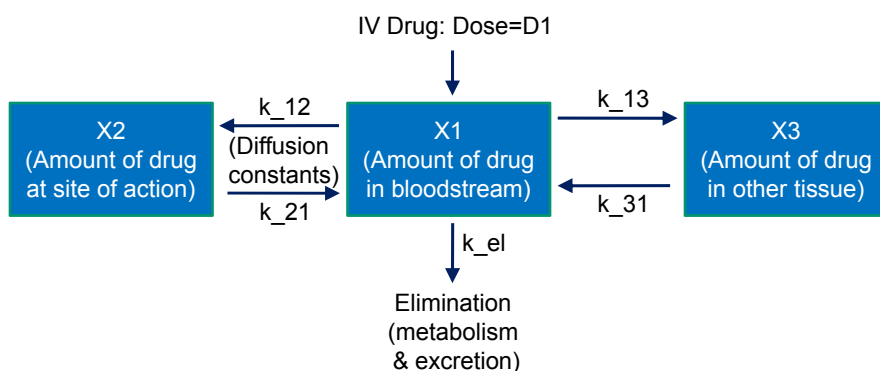 IV Drug: Dose=D1
k_12
k_13
X2
(Amount of drug
at site of action)
(Diffusion
constants)
X1
(Amount of drug
in bloodstream)
X3
(Amount of drug
in other tissue)
k_21
k_31
k_el
Elimination
(metabolism
& excretion)